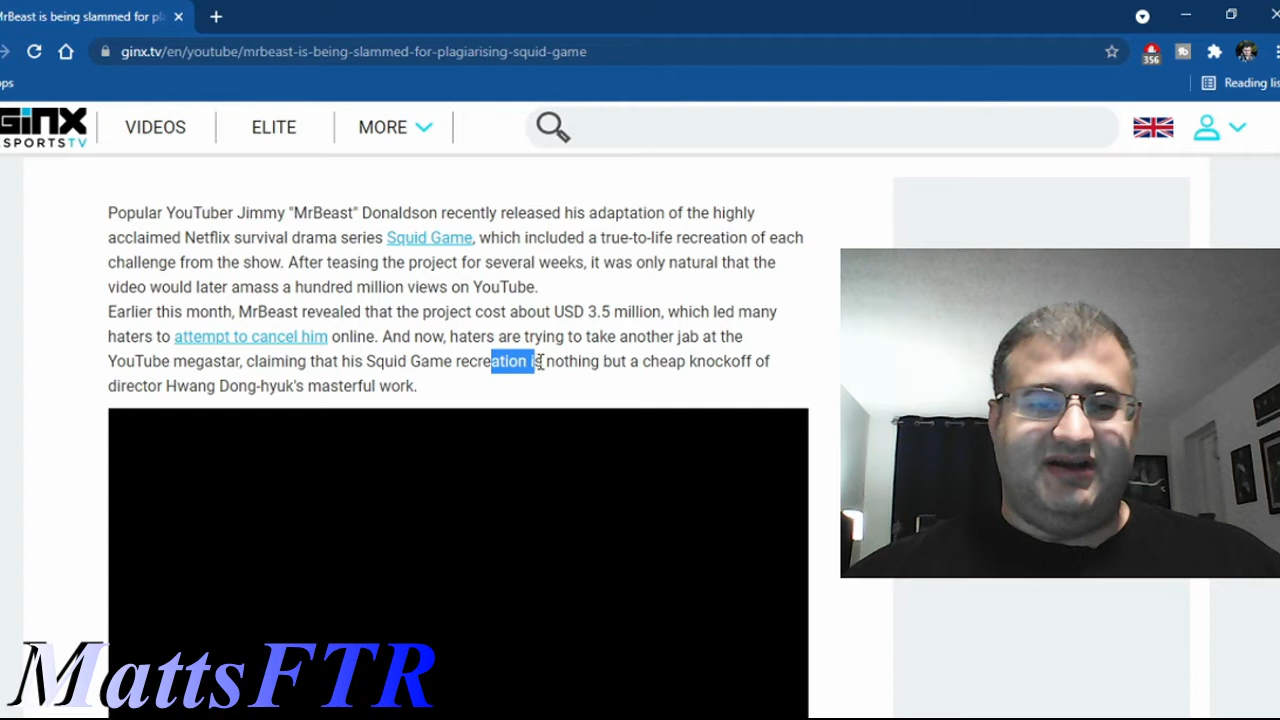 MrBeast is being slammed for pl
ginx.tv/en/youtube/mrbeast-is-being-slammed-for-plagiarising-squid-game
356
Reading lis
GINX
ESPORTSTV
VIDEOS
ELITE
MORE
Popular YouTuber Jimmy "MrBeast" Donaldson recently released his adaptation of the highly
acclaimed Netflix survival drama series Squid Game, which included a true-to-life recreation of each
challenge from the show. After teasing the project for several weeks, it was only natural that the
video would later amass a hundred million views on YouTube.
Earlier this month, MrBeast revealed that the project cost about USD 3.5 million, which led many
haters to attempt to cancel him online. And now, haters are trying to take another jab at the
YouTube megastar, claiming that his Squid Game recreation is nothing but a cheap knockoff of
director Hwang Dong-hyuk's masterful work.
MattsFTR